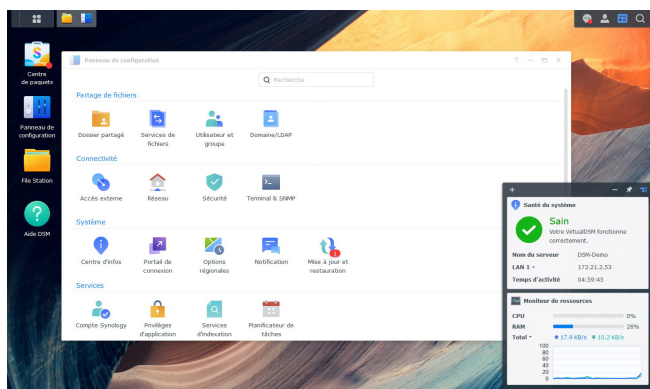 Centre
de paquets
Panneau de
configuration
File Station
Aide DSM
Panneau de configuration
Recherche
Partage de fichiers
Dossier partagé
Services de
fichiers
Utilisateur et
groupe
Domaine/LDAP
Connectivité
Accès externe
Réseau
Sécurité
Terminal & SNMP
Système
Centre d'infos
Portail de
connexion
Options
régionales
Notification
Mise à jour et
restauration
Services
Compte Synology
Privilèges
d'application
Services
d'indexation
Planificateur de
tâches
Santé du système
Sain
Votre VirtualDSM fonctionne
correctement.
Nom du serveur DSM-Demo
LAN 1 172.21.2.53
Temps d'activité 04:59:45
Moniteur de ressources
CPU 0%
RAM 28%
Total 17.9 KB/s 10.2 KB/s
100
80
60
40
20
0